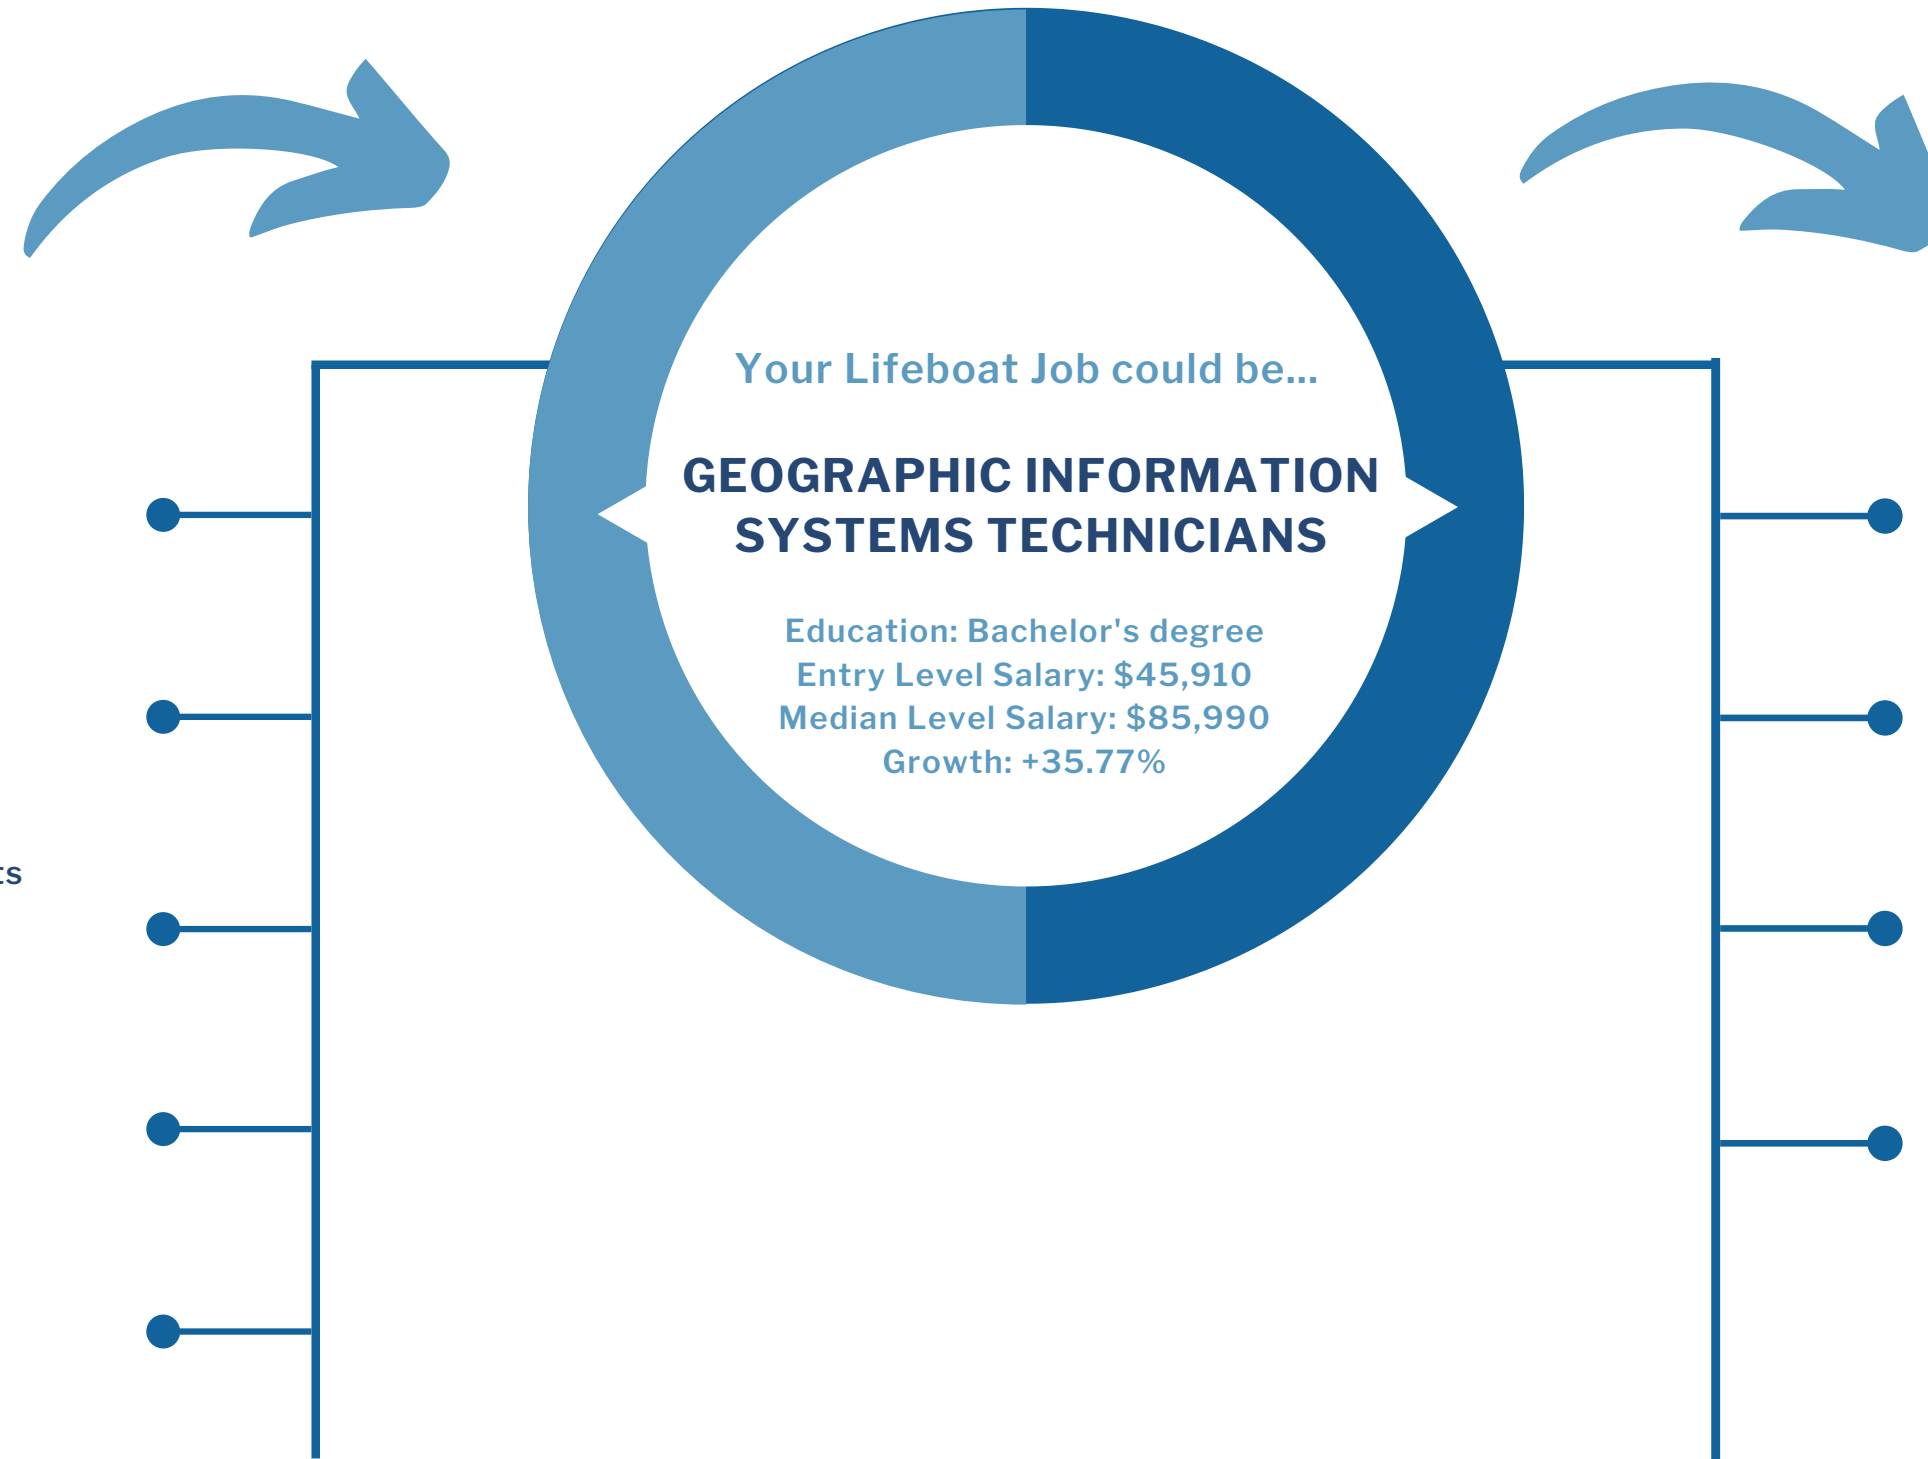 Your Lifeboat Job could be...
GEOGRAPHIC INFORMATION
SYSTEMS TECHNICIANS
Education: Bachelor's degree
Entry Level Salary: $45,910
Median Level Salary: $85,990
Growth: +35.77%